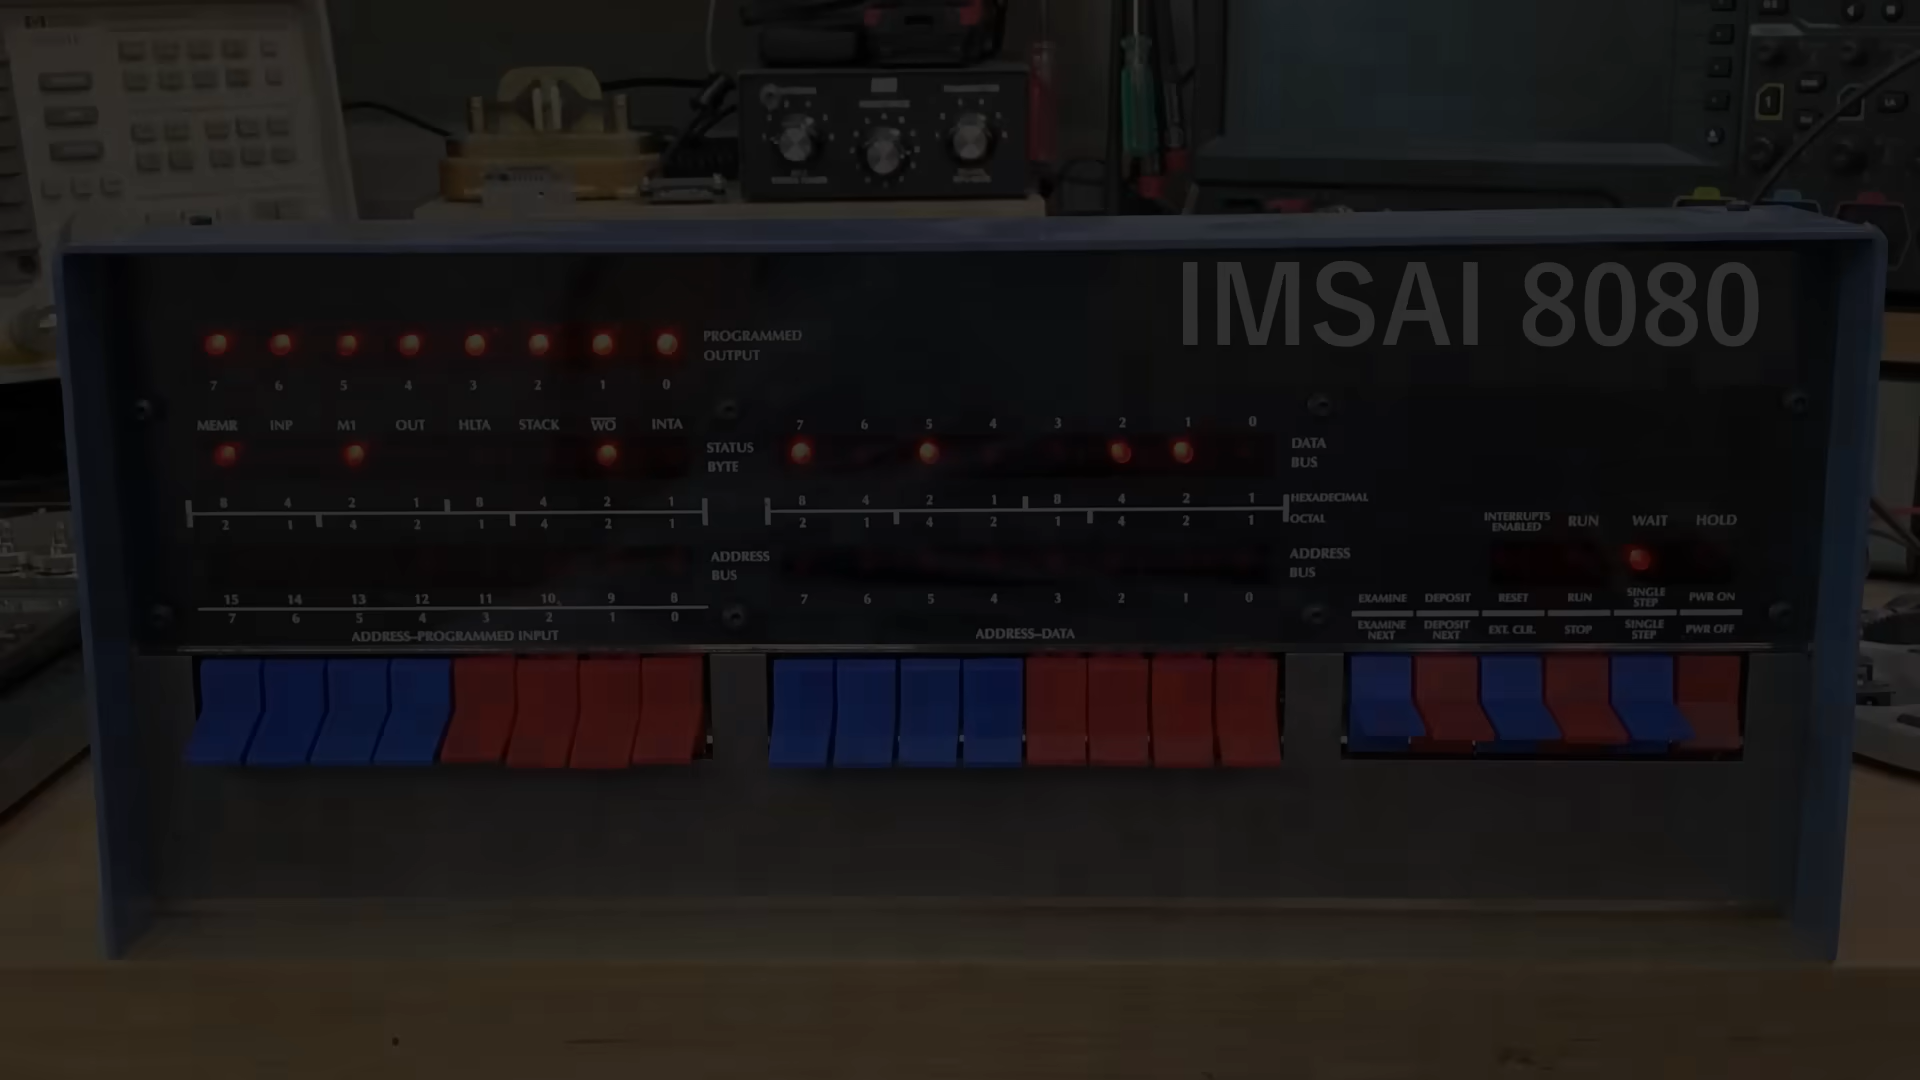 IMSAI 8080
PROGRAMMED
OUTPUT
7 6 5 4 3 2 1 0
MEMR INP M1 OUT HLTA STACK WO INTA
STATUS
BYTE
7 6 5 4 3 2 1 0
DATA
BUS
8 4 2 1 8 4 2 1
2 1 4 2 1 4 2 1
8 4 2 1 8 4 2 1
2 1 4 2 1 4 2 1
HEXADECIMAL
OCTAL
INTERRUPTS
ENABLED
RUN WAIT HOLD
ADDRESS
BUS
ADDRESS
BUS
15 14 13 12 11 10 9 8
7 6 5 4 3 2 1 0
ADDRESS–PROGRAMMED INPUT
7 6 5 4 3 2 1 0
ADDRESS–DATA
EXAMINE
EXAMINE
NEXT
DEPOSIT
DEPOSIT
NEXT
RESET
EXT. CLR.
RUN
STOP
SINGLE
STEP
SINGLE
STEP
PWR ON
PWR OFF